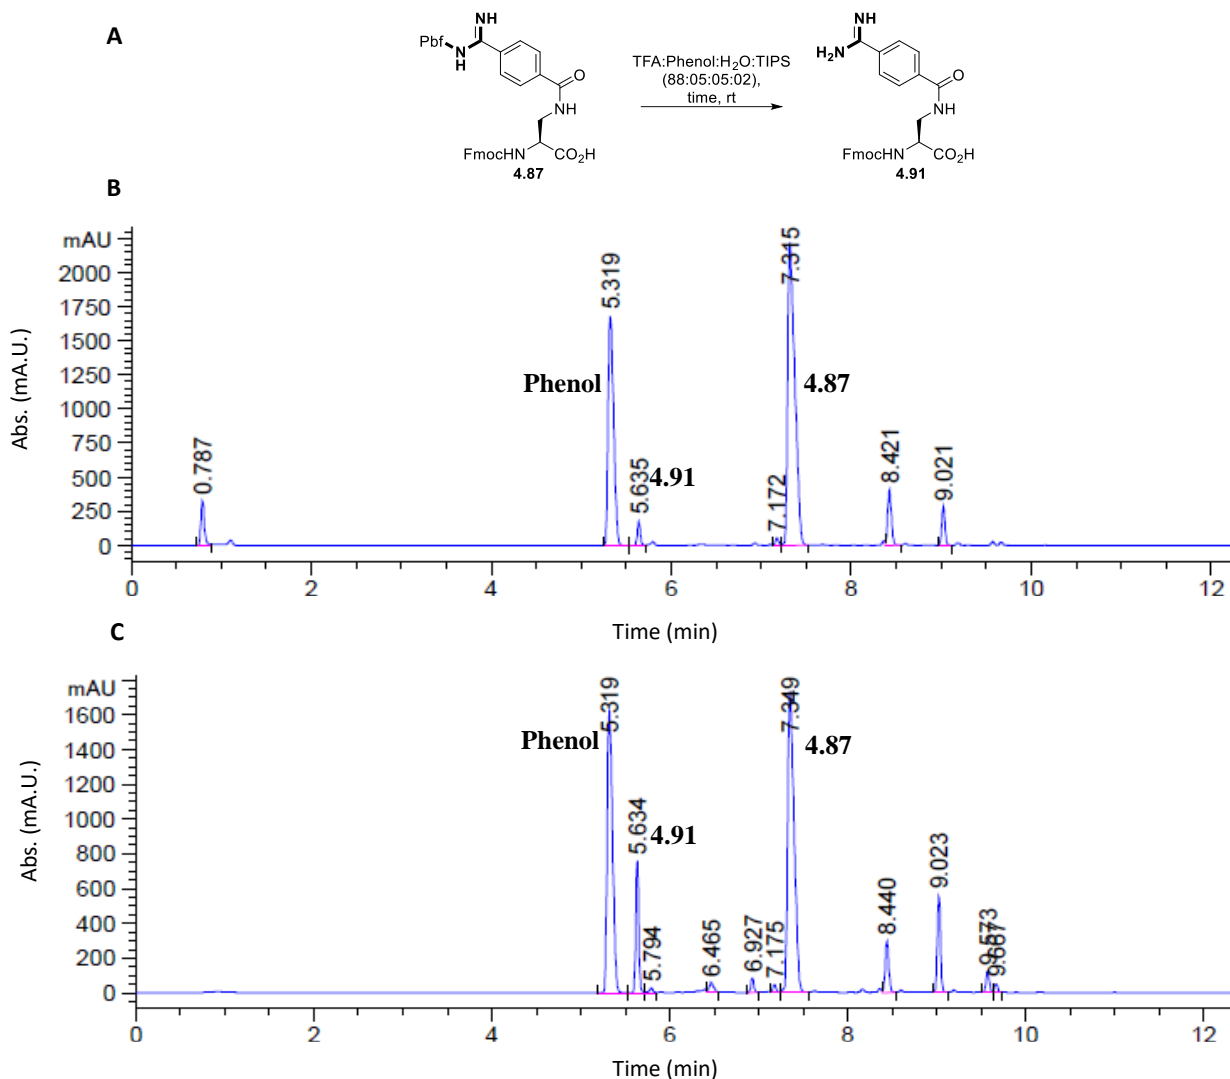 A
NH
Pbf
N
H
O
NH
FmocHN
CO₂H
4.87
TFA:Phenol:H₂O:TIPS
(88:05:05:02),
time, rt
NH
H₂N
O
NH
FmocHN
CO₂H
4.91
B
mAU
2000
1750
1500
1250
1000
750
500
250
0
Abs. (mA.U.)
0.787
5.319
Phenol
5.635
4.91
7.172
7.315
4.87
8.421
9.021
0
2
4
6
8
10
12
Time (min)
C
mAU
1600
1400
1200
1000
800
600
400
200
0
Abs. (mA.U.)
5.319
Phenol
5.634
4.91
5.794
6.465
6.927
7.175
7.349
4.87
8.440
9.023
9.573
9.687
0
2
4
6
8
10
12
Time (min)